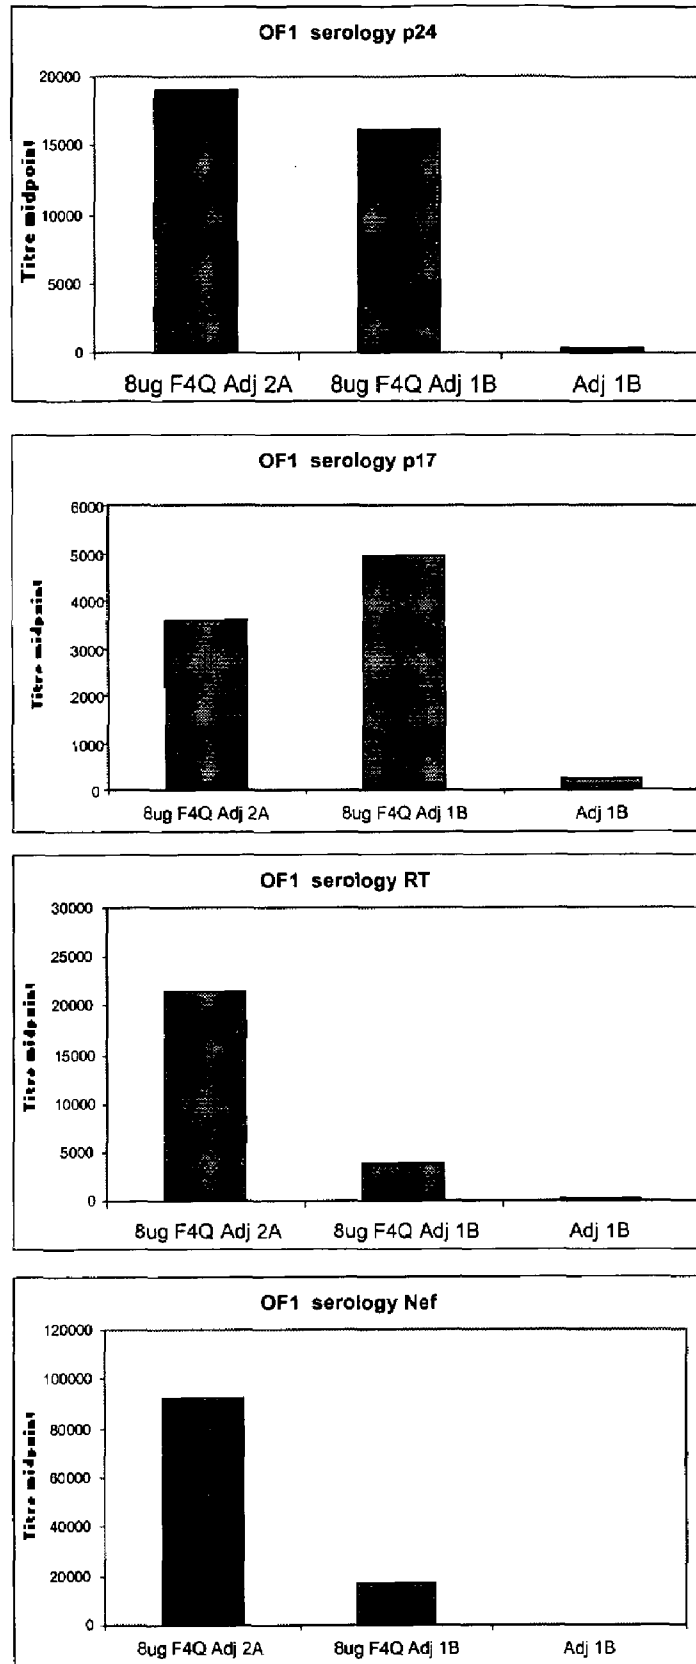 OF1 serology p24
Titre midpoint
20000
15000
10000
5000
0
8ug F4Q Adj 2A 8ug F4Q Adj 1B Adj 1B
OF1 serology p17
Titre midpoint
6000
5000
4000
3000
2000
1000
0
8ug F4Q Adj 2A 8ug F4Q Adj 1B Adj 1B
OF1 serology RT
Titre midpoint
30000
25000
20000
15000
10000
5000
0
8ug F4Q Adj 2A 8ug F4Q Adj 1B Adj 1B
OF1 serology Nef
Titre midpoint
120000
100000
80000
60000
40000
20000
0
8ug F4Q Adj 2A 8ug F4Q Adj 1B Adj 1B